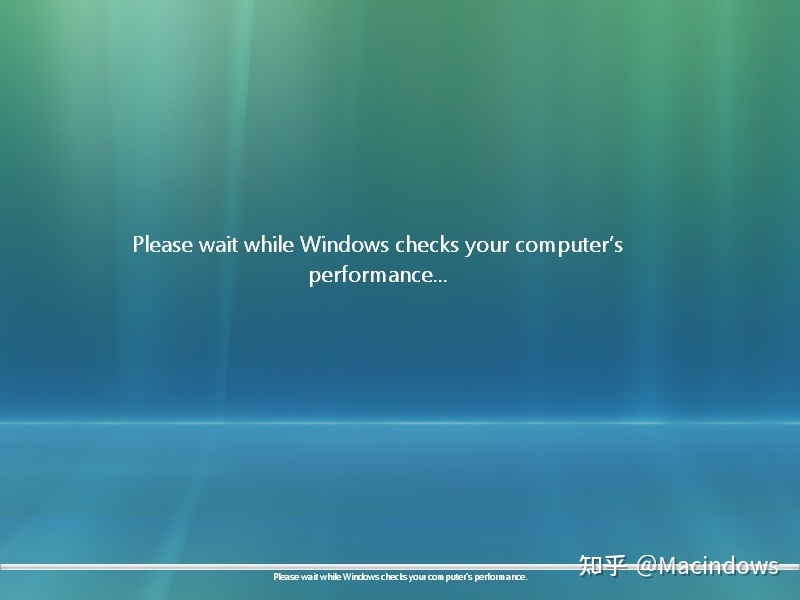 Please wait while Windows checks your computer's
performance...
知乎 @Macindows
Please wait while Windows checks your computer's performance.